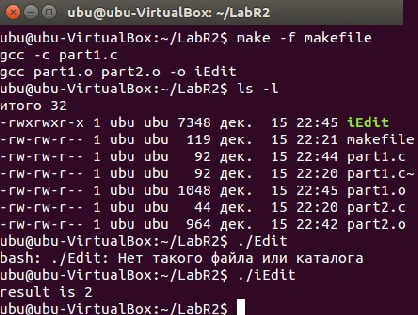 ubu@ubu-VirtualBox: ~/LabR2
ubu@ubu-VirtualBox:~/LabR2$ make -f makefile
gcc -c part1.c
gcc part1.o part2.o -o iEdit
ubu@ubu-VirtualBox:~/LabR2$ ls -l
итого 32
-rwxrwxr-x 1 ubu ubu 7348 дек.  15 22:45 iEdit
-rw-rw-r-- 1 ubu ubu  119 дек.  15 22:21 makefile
-rw-rw-r-- 1 ubu ubu   92 дек.  15 22:44 part1.c
-rw-rw-r-- 1 ubu ubu   92 дек.  15 22:20 part1.c~
-rw-rw-r-- 1 ubu ubu 1048 дек.  15 22:45 part1.o
-rw-rw-r-- 1 ubu ubu   44 дек.  15 22:20 part2.c
-rw-rw-r-- 1 ubu ubu  964 дек.  15 22:42 part2.o
ubu@ubu-VirtualBox:~/LabR2$ ./Edit
bash: ./Edit: Нет такого файла или каталога
ubu@ubu-VirtualBox:~/LabR2$ ./iEdit
result is 2
ubu@ubu-VirtualBox:~/LabR2$